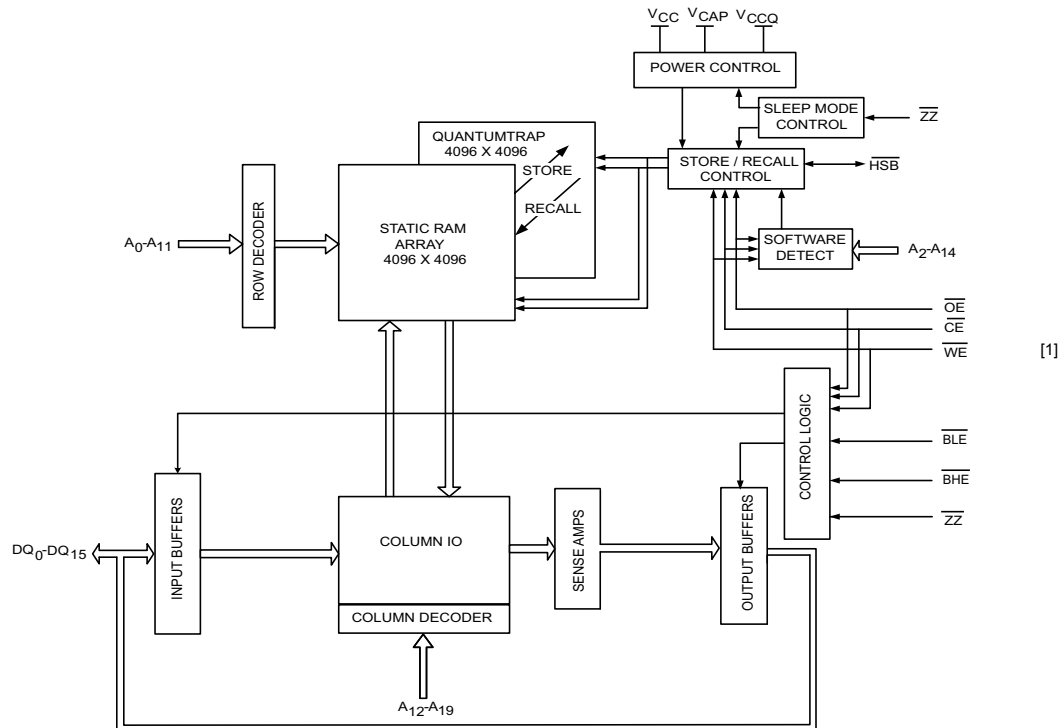 VCC VCAP VCCQ
POWER CONTROL
SLEEP MODE
CONTROL
ZZ
QUANTUMTRAP
4096 X 4096
STORE
RECALL
STORE / RECALL
CONTROL
HSB
STATIC RAM
ARRAY
4096 X 4096
ROW DECODER
A0-A11
SOFTWARE
DETECT
A2-A14
OE
CE
WE
[1]
CONTROL LOGIC
BLE
BHE
ZZ
DQ0-DQ15
INPUT BUFFERS
COLUMN IO
COLUMN DECODER
SENSE AMPS
OUTPUT BUFFERS
A12-A19